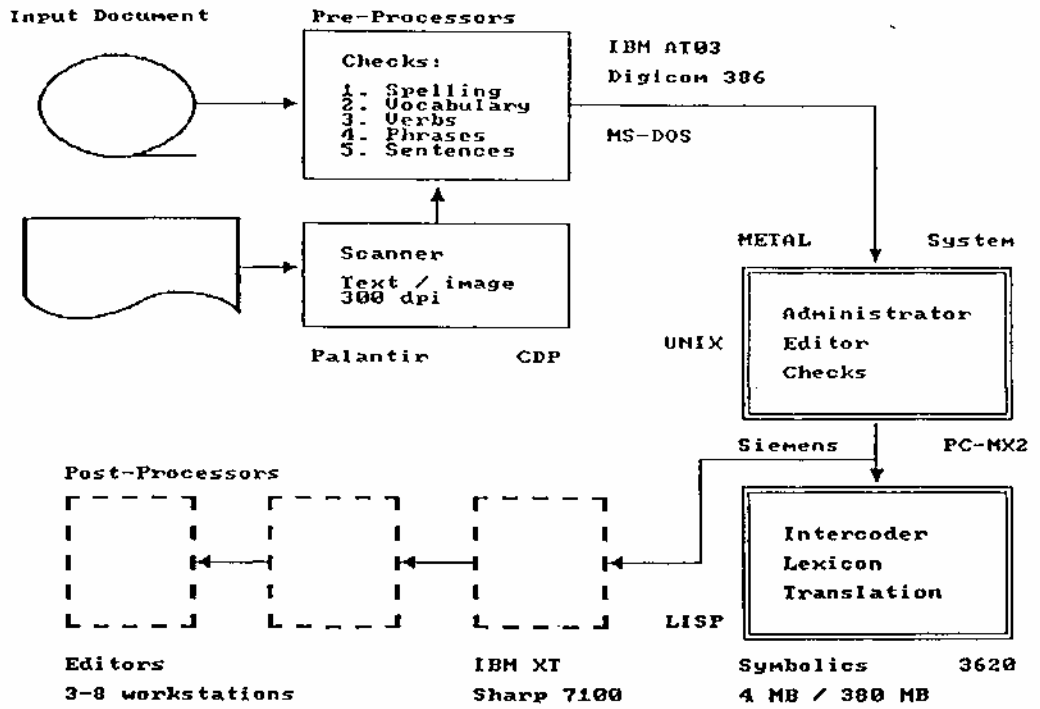 Input Document
Pre-Processors
Checks:
1. Spelling
2. Vocabulary
3. Verbs
4. Phrases
5. Sentences
IBM AT03
Digicom 386
MS-DOS
Scanner
Text / image
300 dpi
Palantir CDP
METAL System
UNIX
Administrator
Editor
Checks
Siemens PC-MX2
Post-Processors
Intercoder
Lexicon
Translation
LISP
Editors
3-8 workstations
IBM XT
Sharp 7100
Symbolics 3620
4 MB / 380 MB